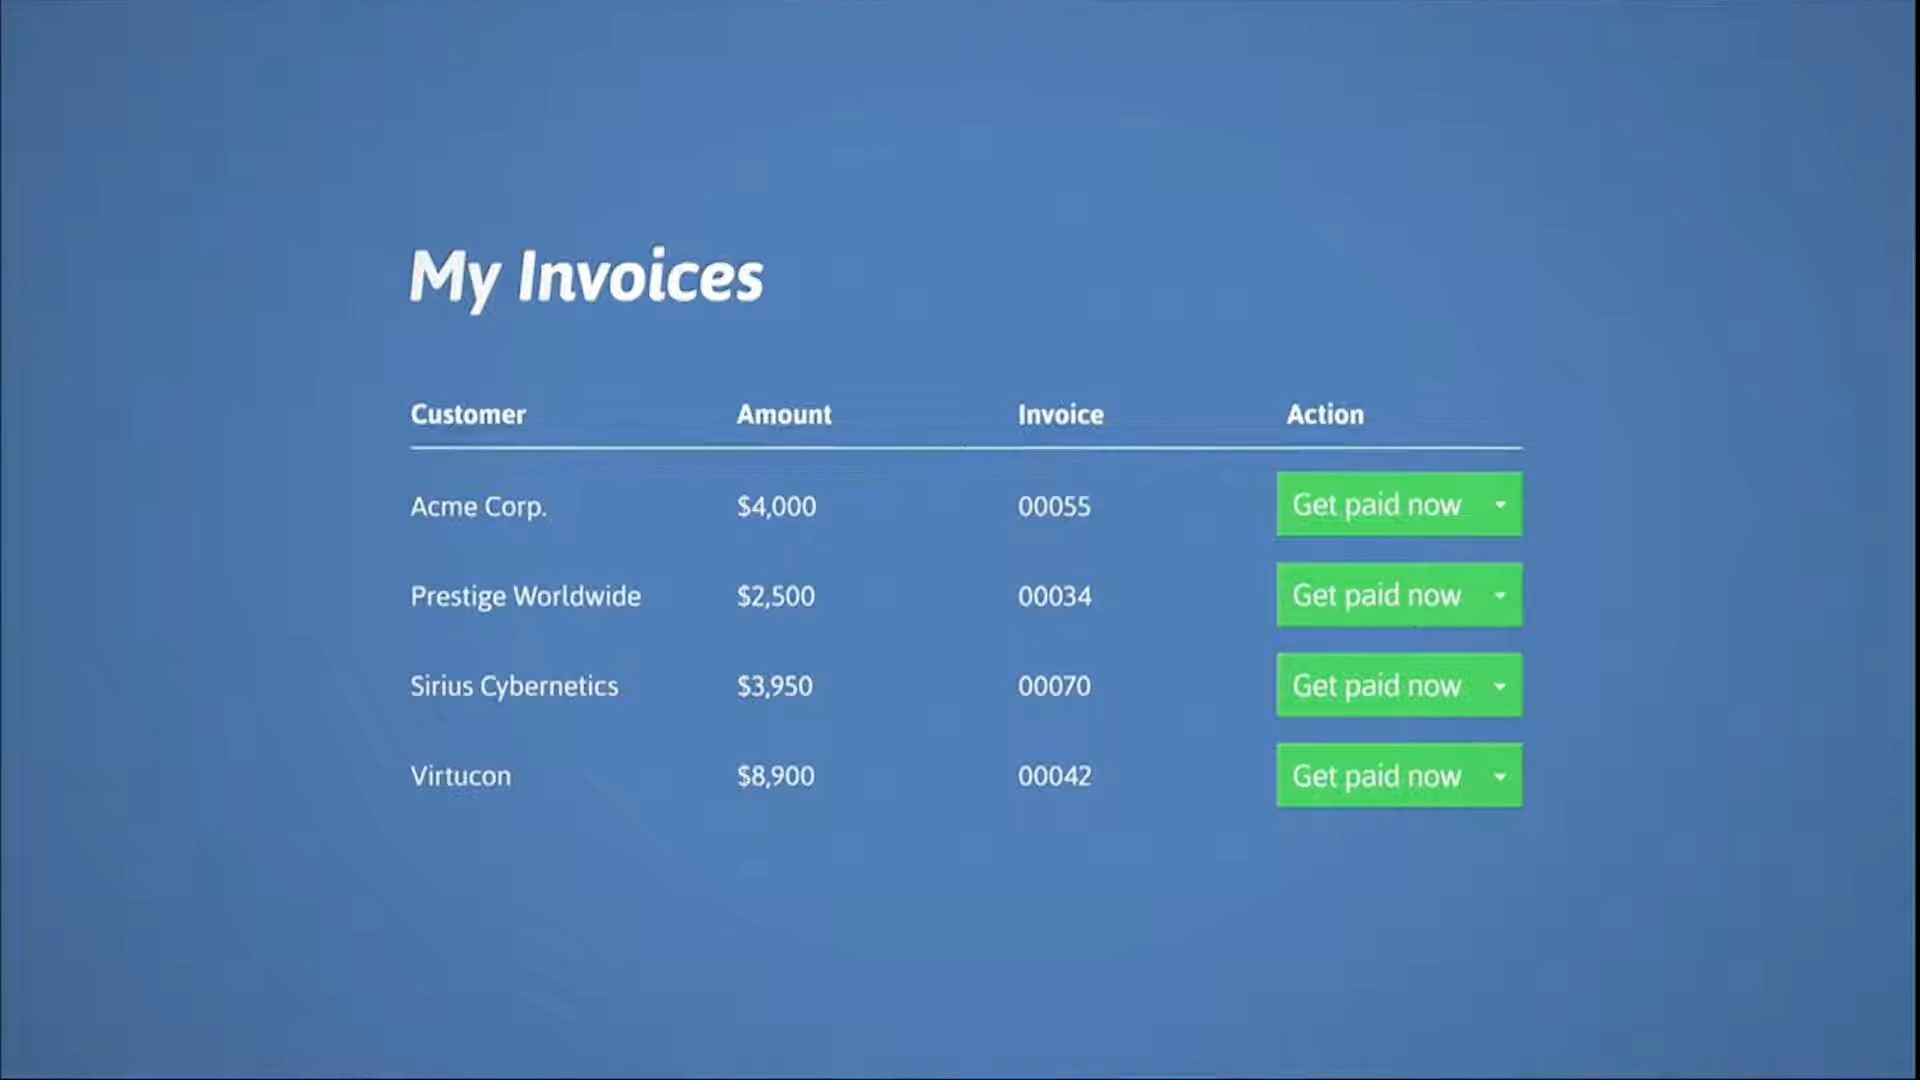 My Invoices
Customer Amount Invoice Action
Acme Corp. $4,000 00055 Get paid now
Prestige Worldwide $2,500 00034 Get paid now
Sirius Cybernetics $3,950 00070 Get paid now
Virtucon $8,900 00042 Get paid now